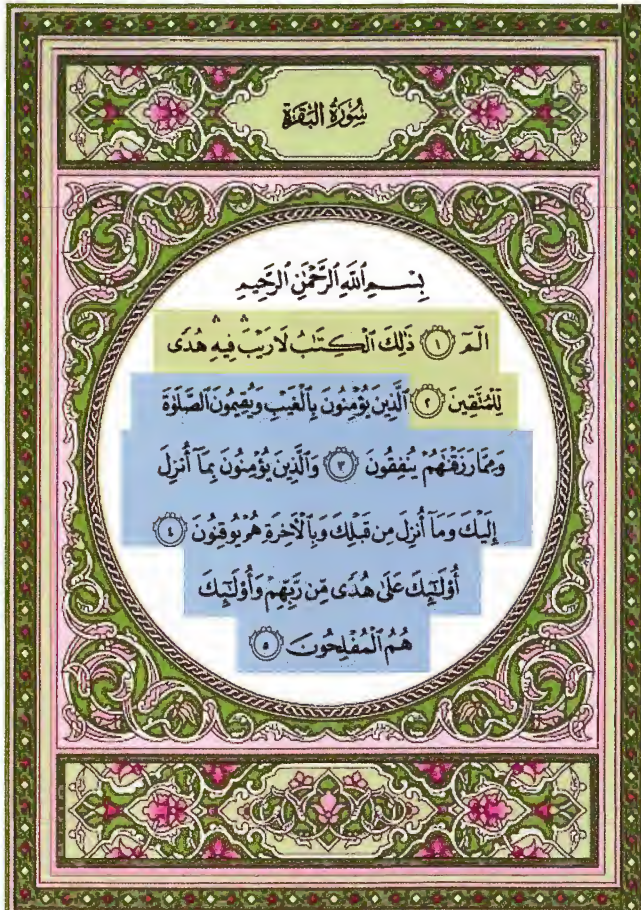 سُورَةُ البَقَرَةِ
بِسْمِ ٱللَّهِ ٱلرَّحْمَٰنِ ٱلرَّحِيمِ
الٓمٓ ١ ذَٰلِكَ ٱلْكِتَٰبُ لَا رَيْبَ ۛ فِيهِ ۛ هُدًى
لِّلْمُتَّقِينَ ٢ ٱلَّذِينَ يُؤْمِنُونَ بِٱلْغَيْبِ وَيُقِيمُونَ ٱلصَّلَوٰةَ
وَمِمَّا رَزَقْنَٰهُمْ يُنفِقُونَ ٣ وَٱلَّذِينَ يُؤْمِنُونَ بِمَآ أُنزِلَ
إِلَيْكَ وَمَآ أُنزِلَ مِن قَبْلِكَ وَبِٱلْءَاخِرَةِ هُمْ يُوقِنُونَ ٤
أُو۟لَٰٓئِكَ عَلَىٰ هُدًى مِّن رَّبِّهِمْ وَأُو۟لَٰٓئِكَ
هُمُ ٱلْمُفْلِحُونَ ٥